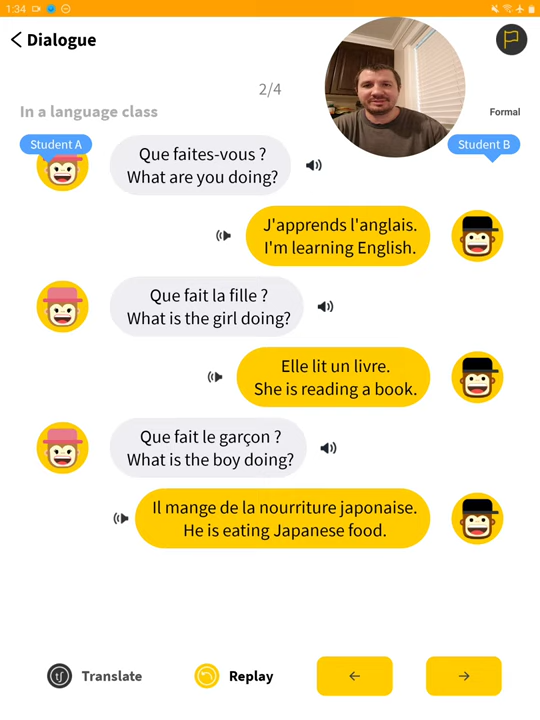 1:34
Dialogue
2/4
In a language class
Formal
Student A
Student B
Que faites-vous ?
What are you doing?
J'apprends l'anglais.
I'm learning English.
Que fait la fille ?
What is the girl doing?
Elle lit un livre.
She is reading a book.
Que fait le garçon ?
What is the boy doing?
Il mange de la nourriture japonaise.
He is eating Japanese food.
Translate
Replay